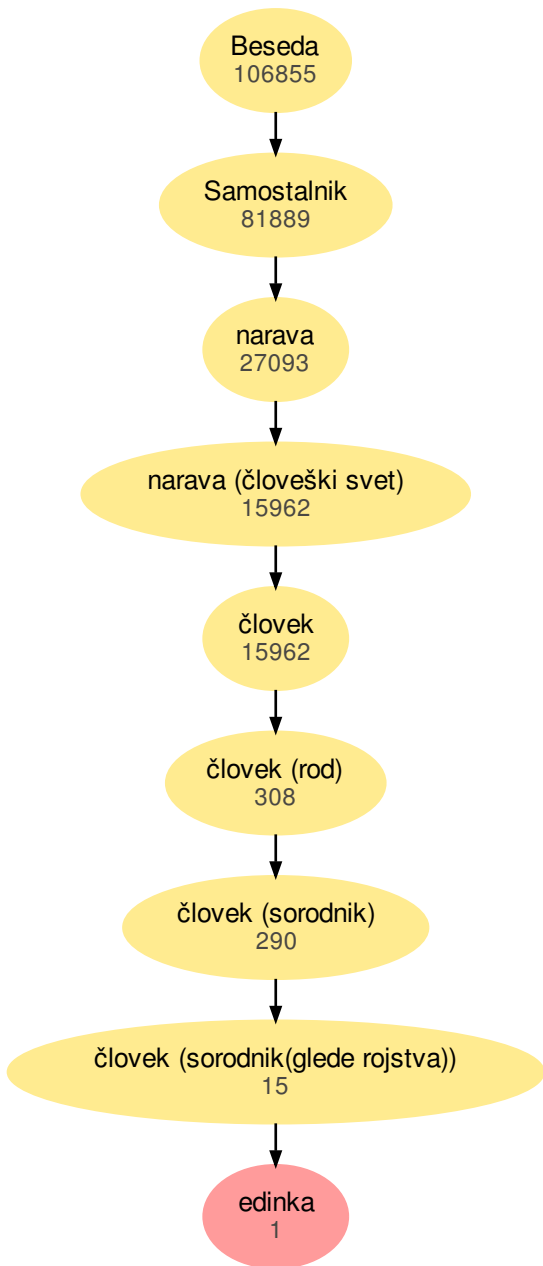 Beseda
106855
Samostalnik
81889
narava
27093
narava (človeški svet)
15962
človek
15962
človek (rod)
308
človek (sorodnik)
290
človek (sorodnik(glede rojstva))
15
edinka
1